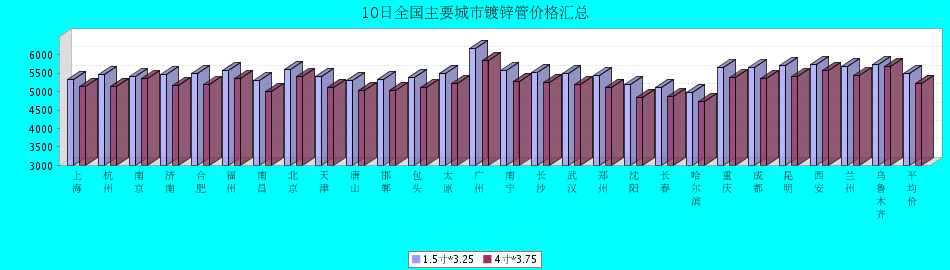 10日全国主要城市镀锌管价格汇总
6000
5500
5000
4500
4000
3500
3000
上海 杭州 南京 济南 合肥 福州 南昌 北京 天津 唐山 邯郸 包头 太原 广州 南宁 长沙 武汉 郑州 沈阳 长春 哈尔滨 重庆 成都 昆明 西安 兰州 乌鲁木齐 平均价
1.5寸*3.25 4寸*3.75